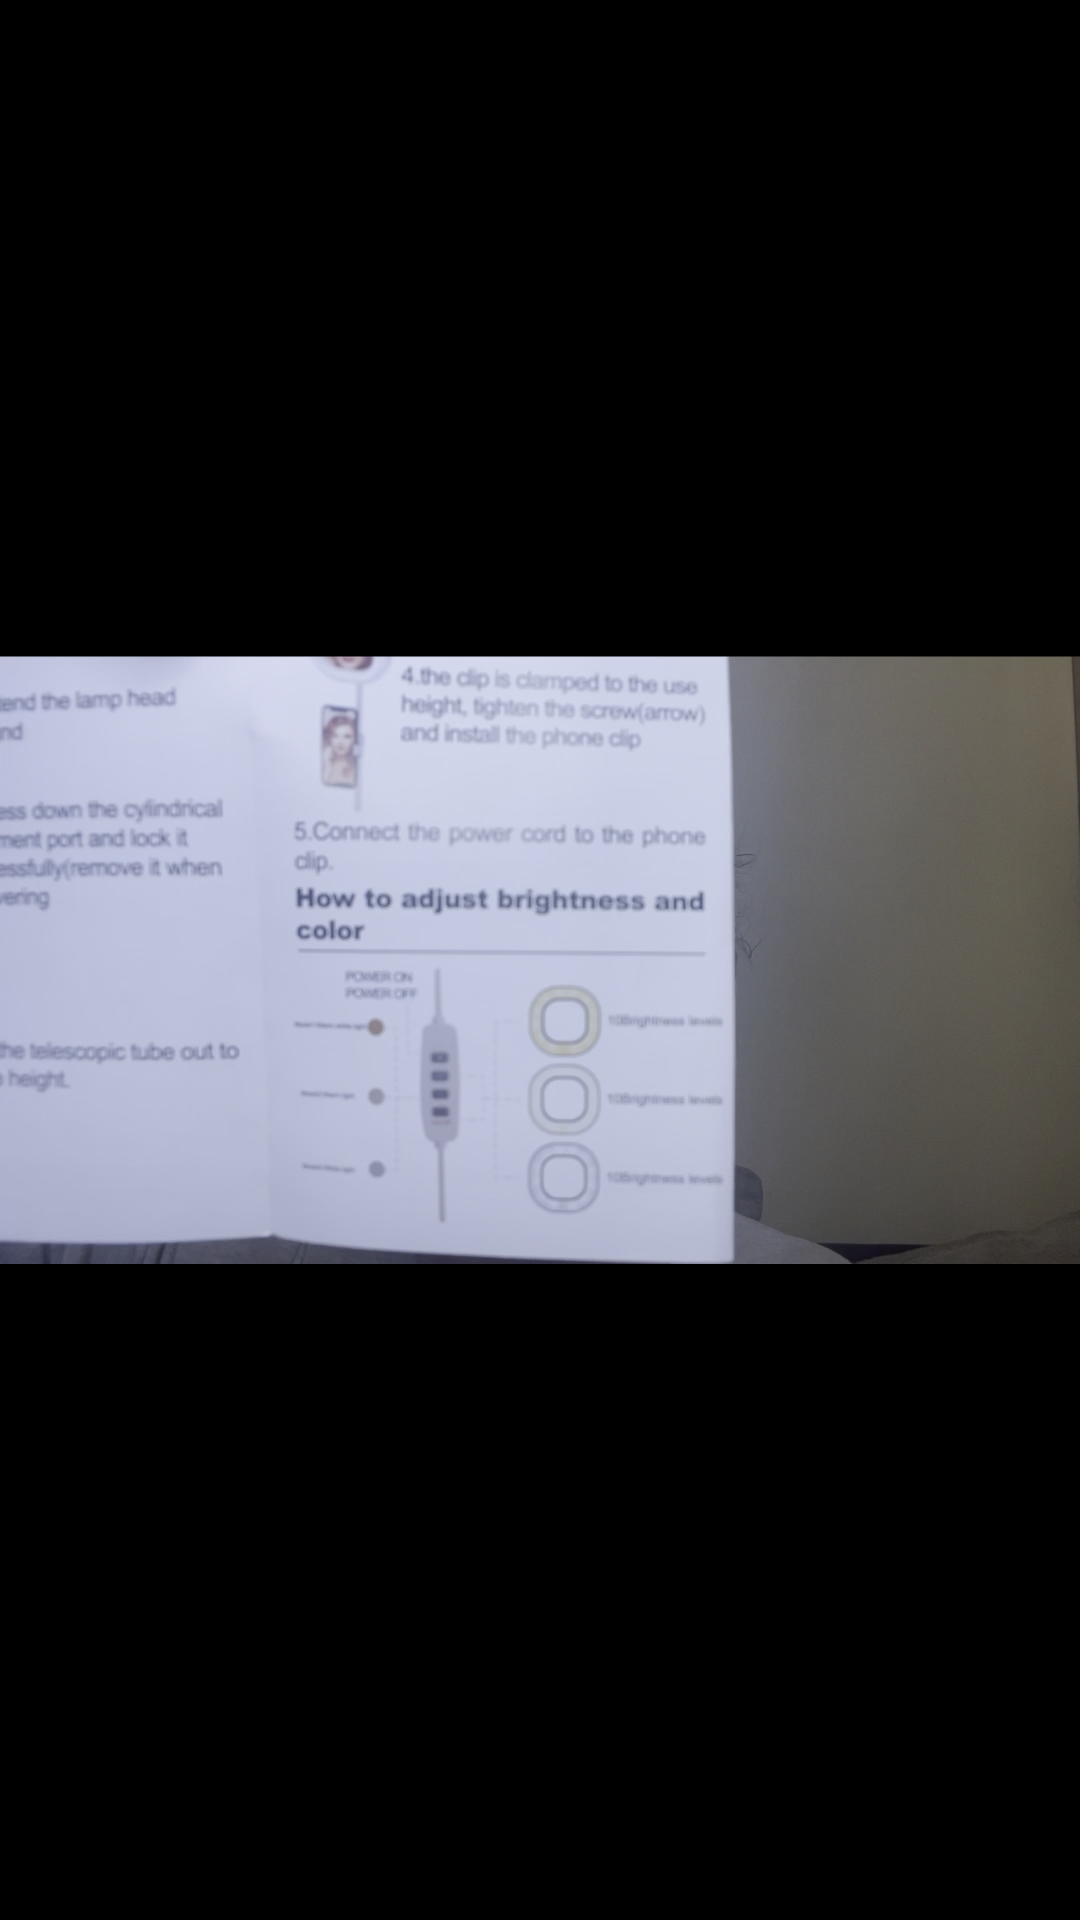 end the lamp head
nd
ess down the cylindrical
ment port and lock it
essfully(remove it when
vering
the telescopic tube out to
height.
4.the clip is clamped to the use
height, tighten the screw(arrow)
and install the phone clip
5.Connect the power cord to the phone
clip.
How to adjust brightness and
color
POWER ON
POWER OFF
10Brightness levels
10Brightness levels
10Brightness levels